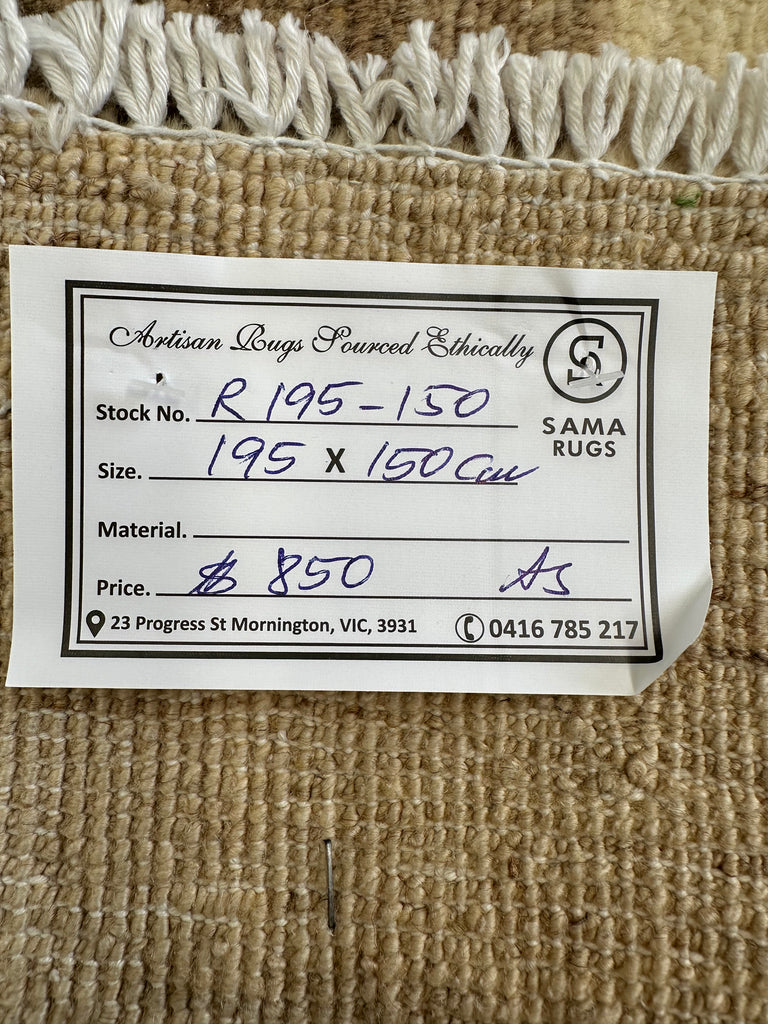 Artisan Rugs Sourced Ethically
S
SAMA
RUGS
Stock No. R 195-150
Size. 195 X 150 Cm
Material.
Price. $ 850 AS
23 Progress St Mornington, VIC, 3931
0416 785 217